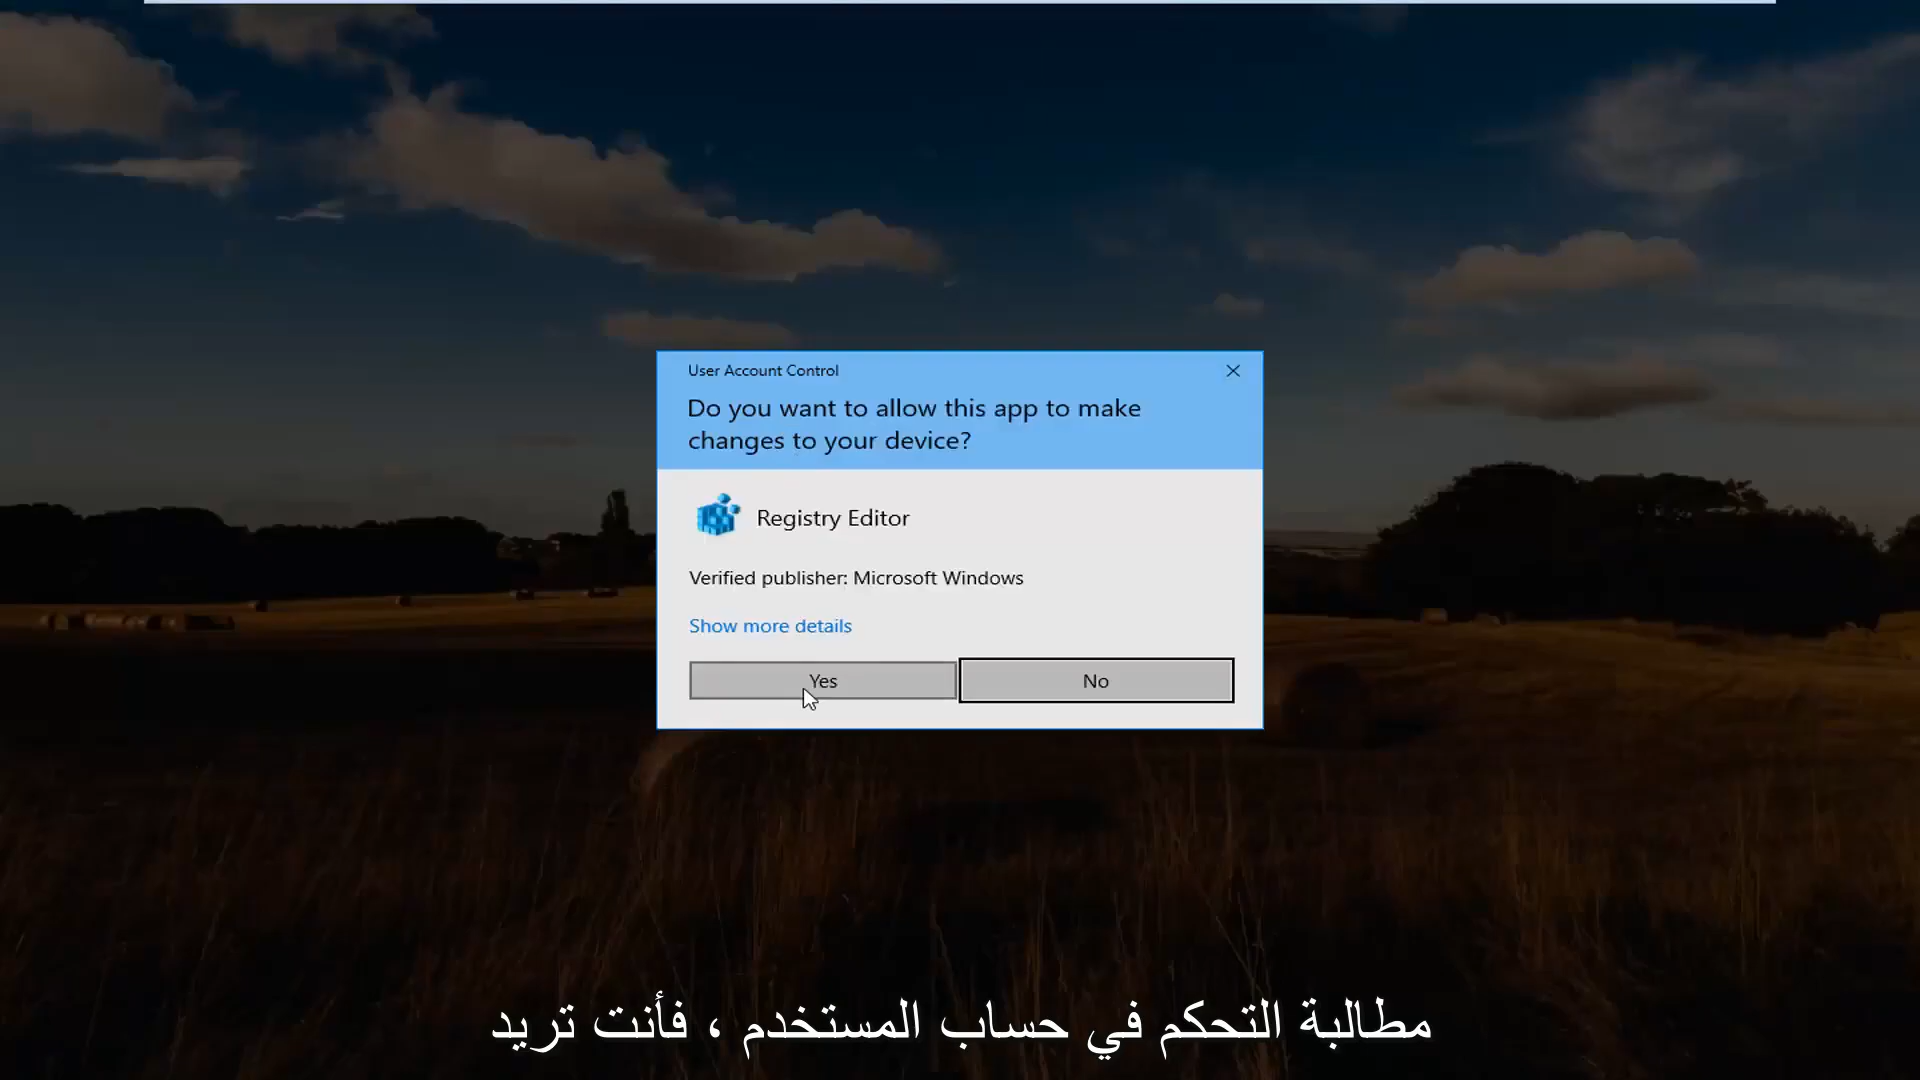 User Account Control
Do you want to allow this app to make
changes to your device?
Registry Editor
Verified publisher: Microsoft Windows
Show more details
Yes
No
مطالبة التحكم في حساب المستخدم ، فأنت تريد